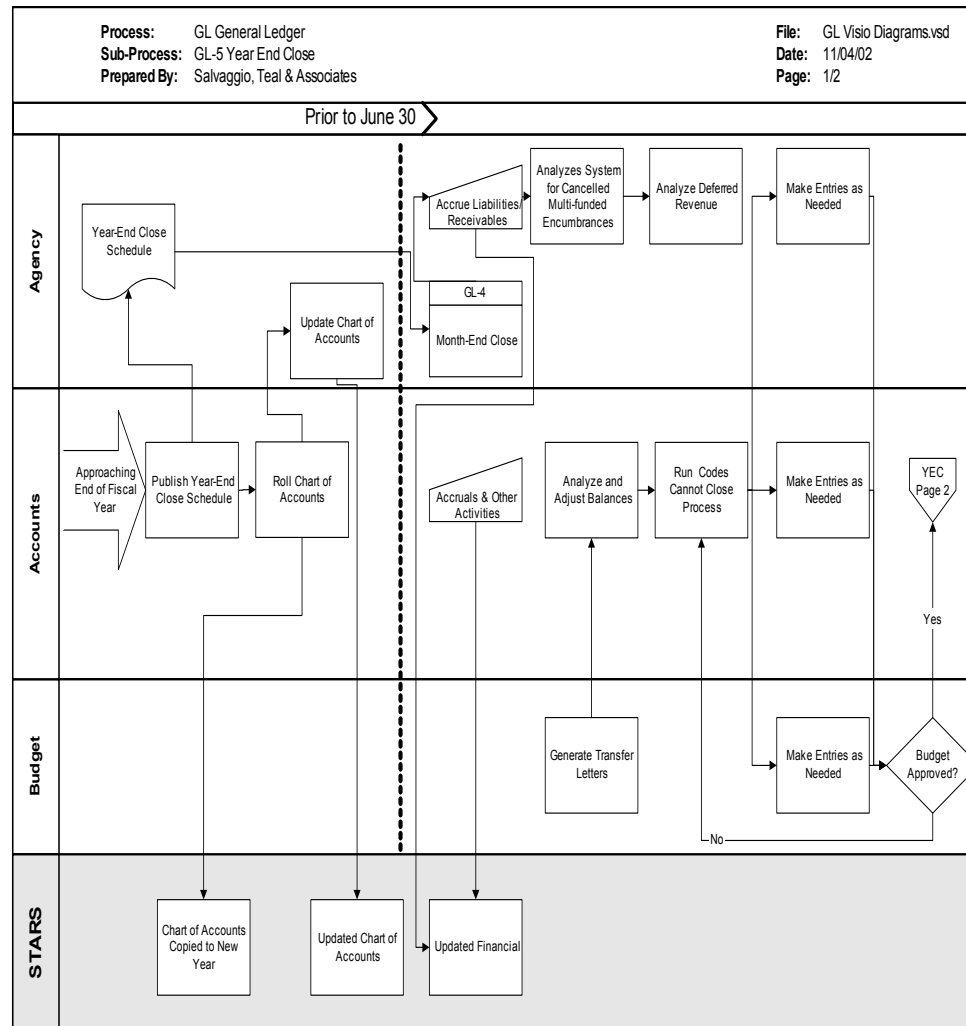 Process: GL General Ledger
Sub-Process: GL-5 Year End Close
Prepared By: Salvaggio, Teal & Associates
File: GL Visio Diagrams.vsd
Date: 11/04/02
Page: 1/2
Prior to June 30
Agency
Year-End Close
Schedule
Update Chart of
Accounts
Accrue Liabilities/
Receivables
Analyzes System
for Cancelled
Multi-funded
Encumbrances
Analyze Deferred
Revenue
Make Entries as
Needed
GL-4
Month-End Close
Accounts
Approaching
End of Fiscal
Year
Publish Year-End
Close Schedule
Roll Chart of
Accounts
Accruals & Other
Activities
Analyze and
Adjust Balances
Run Codes
Cannot Close
Process
Make Entries as
Needed
YEC
Page 2
Yes
Budget
Generate Transfer
Letters
Make Entries as
Needed
Budget
Approved?
No
STARS
Chart of Accounts
Copied to New
Year
Updated Chart of
Accounts
Updated Financial